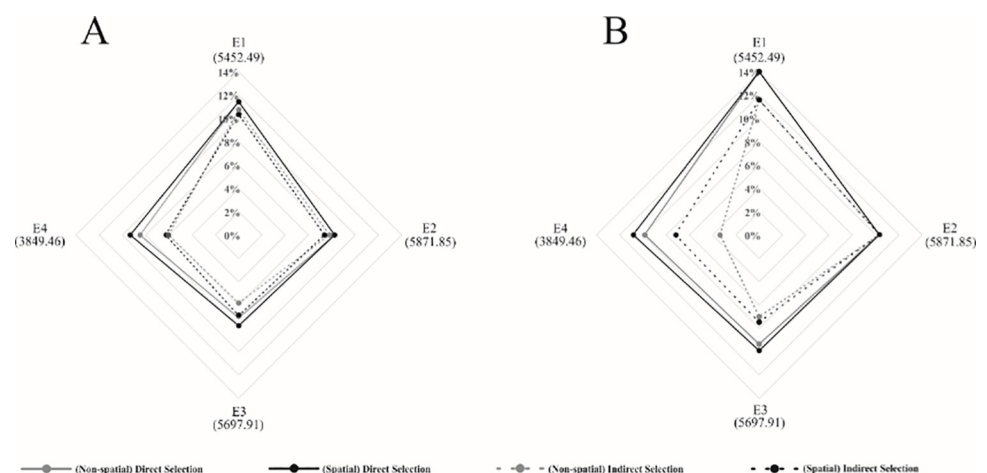 A
B
E1
(5452.49)
14%
12%
10%
8%
6%
4%
2%
0%
E4
(3849.46)
E2
(5871.85)
E3
(5697.91)
E1
(5452.49)
14%
12%
10%
8%
6%
4%
2%
0%
E4
(3849.46)
E2
(5871.85)
E3
(5697.91)
(Non-spatial) Direct Selection
(Spatial) Direct Selection
(Non-spatial) Indirect Selection
(Spatial) Indirect Selection